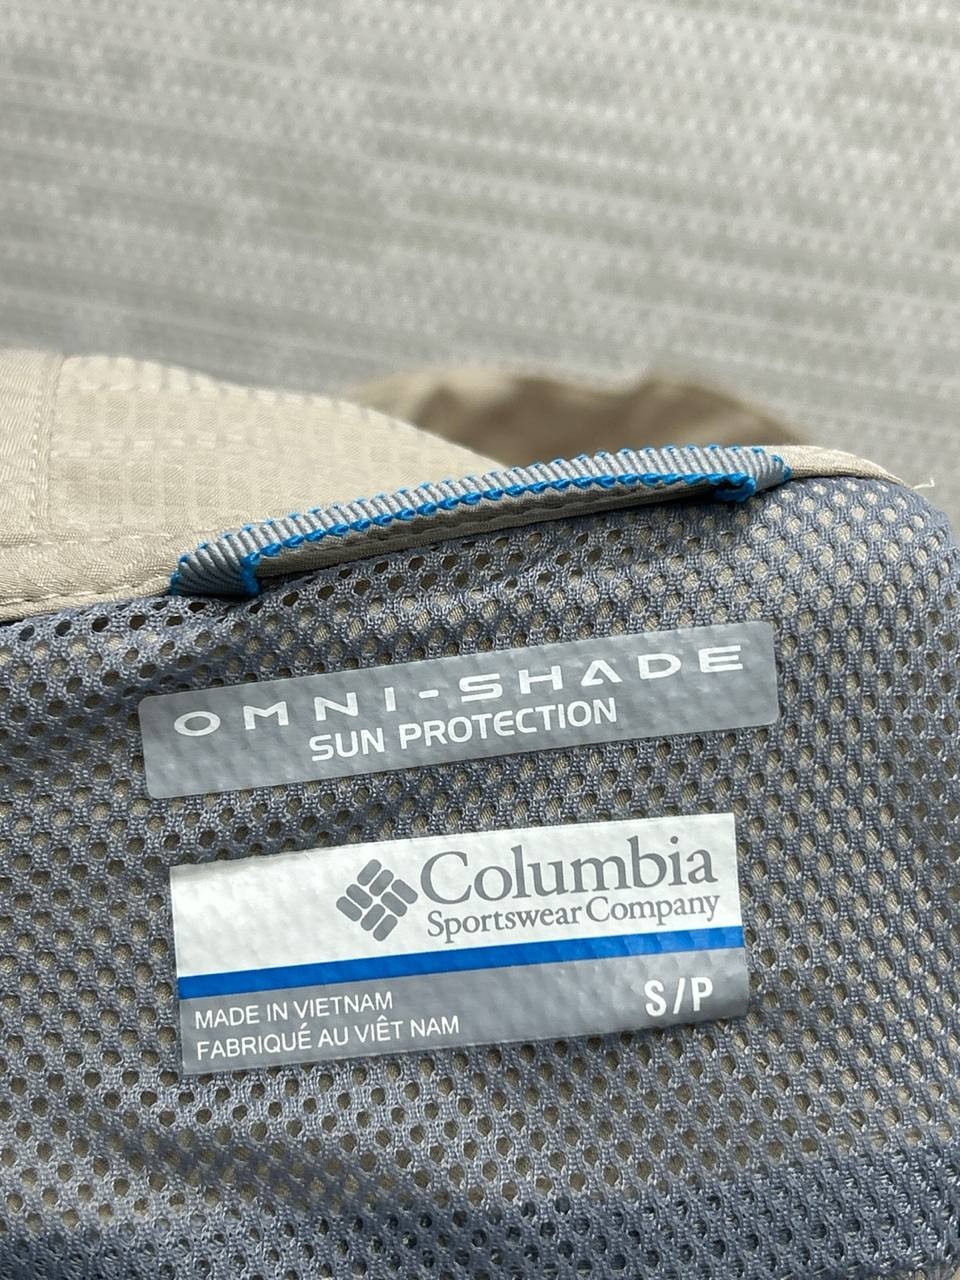 OMNI-SHADE
SUN PROTECTION
Columbia
Sportswear Company
S/P
MADE IN VIETNAM
FABRIQUÉ AU VIÊT NAM